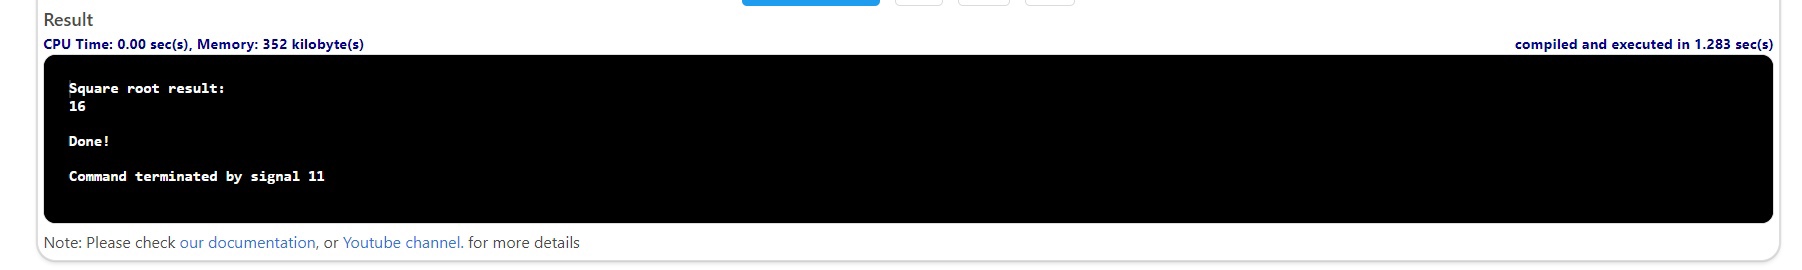 Result
CPU Time: 0.00 sec(s), Memory: 352 kilobyte(s)
compiled and executed in 1.283 sec(s)
Square root result:
16
Done!
Command terminated by signal 11
Note: Please check our documentation, or Youtube channel. for more details